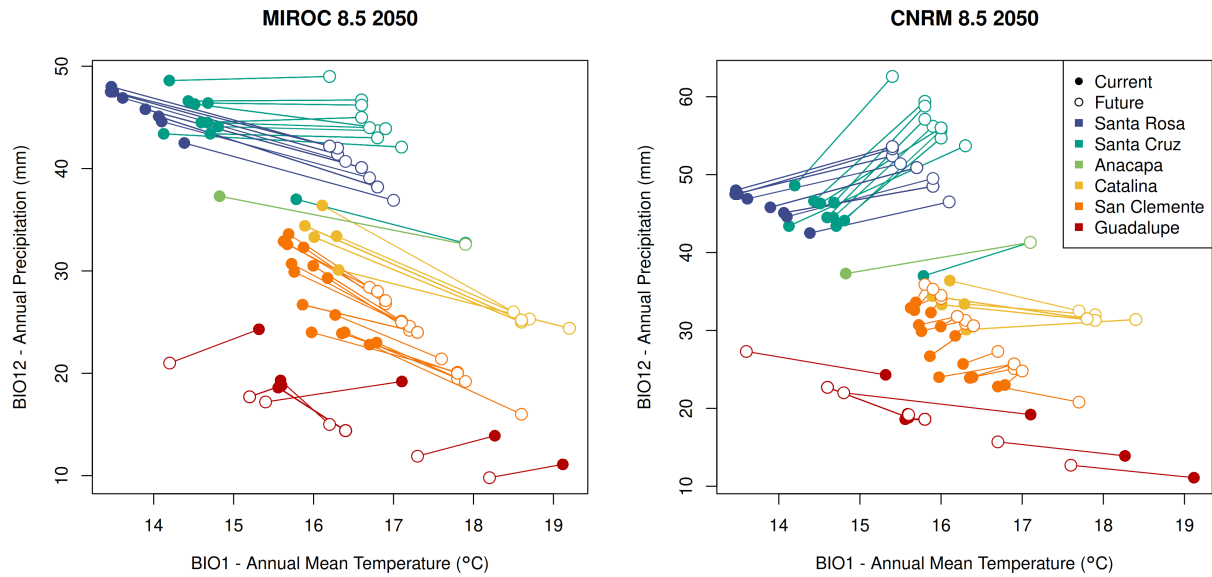 MIROC 8.5 2050
BIO12 - Annual Precipitation (mm)
50
40
30
20
10
14 15 16 17 18 19
BIO1 - Annual Mean Temperature (ºC)
CNRM 8.5 2050
BIO12 - Annual Precipitation (mm)
60
50
40
30
20
10
14 15 16 17 18 19
BIO1 - Annual Mean Temperature (ºC)
Current
Future
Santa Rosa
Santa Cruz
Anacapa
Catalina
San Clemente
Guadalupe